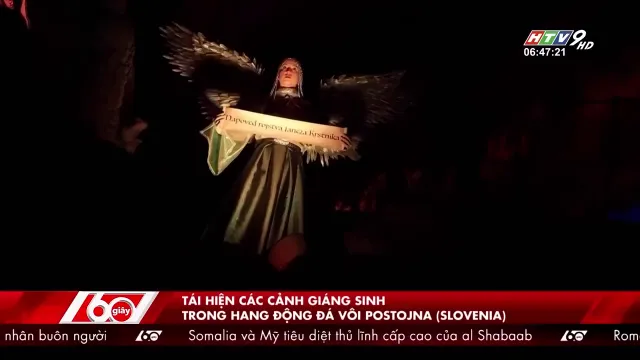 HTV9 HD
06:47:21
Napoved rojstva Janeza Krstnika
60 giây
TÁI HIỆN CÁC CẢNH GIÁNG SINH
TRONG HANG ĐỘNG ĐÁ VÔI POSTOJNA (SLOVENIA)
nhân buôn người 60 Somalia và Mỹ tiêu diệt thủ lĩnh cấp cao của al Shabaab 60 Rom